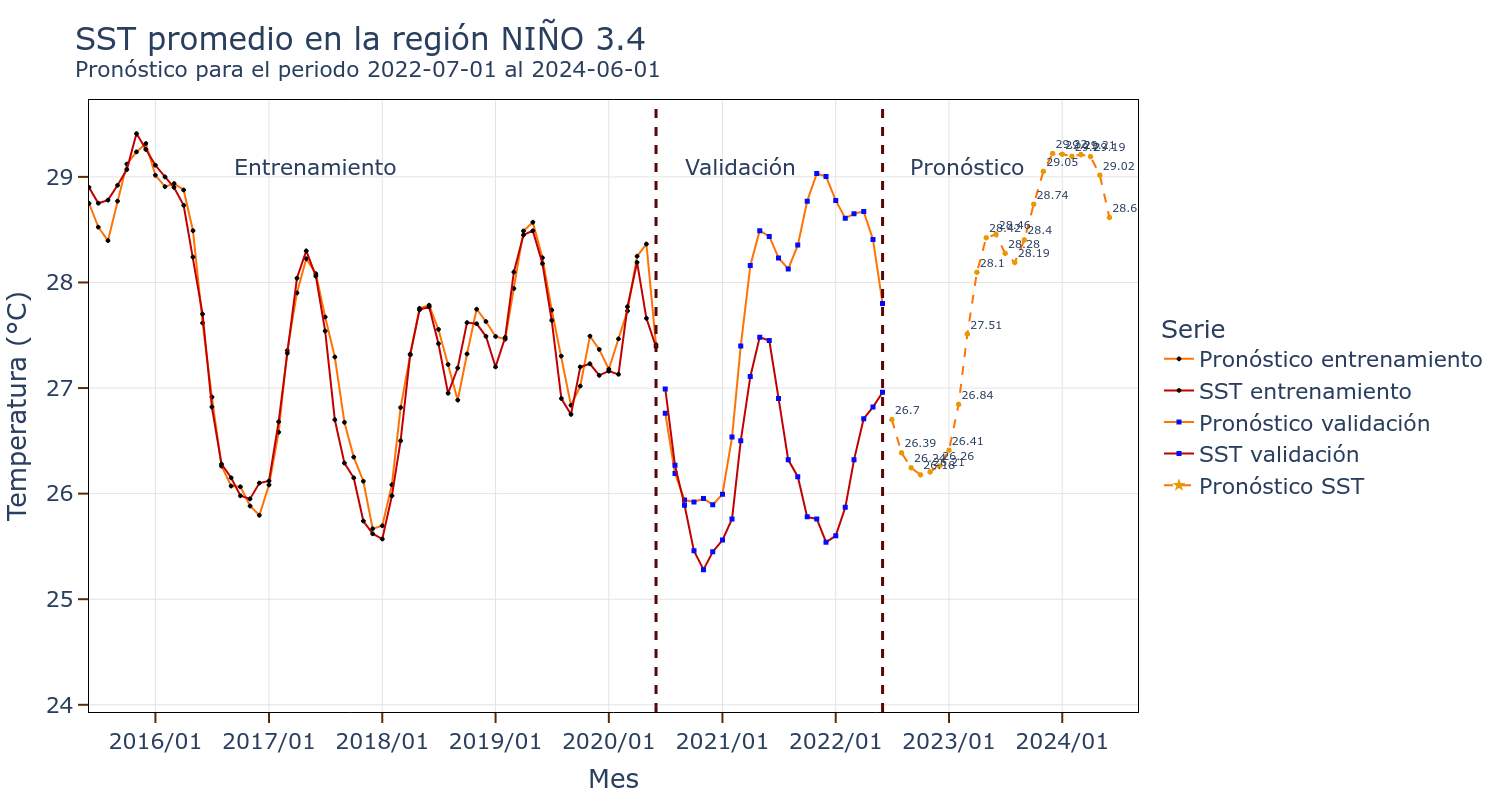 SST promedio en la región NIÑO 3.4
Pronóstico para el periodo 2022-07-01 al 2024-06-01
Entrenamiento
Validación
Pronóstico
29
28
27
26
25
24
Temperatura (°C)
26.7
26.39
26.21
26.26
26.41
26.84
27.51
28.1
28.42
28.46
28.28
28.19
28.4
28.74
29.05
29.19
29.02
28.6
2016/01
2017/01
2018/01
2019/01
2020/01
2021/01
2022/01
2023/01
2024/01
Mes
Serie
Pronóstico entrenamiento
SST entrenamiento
Pronóstico validación
SST validación
Pronóstico SST